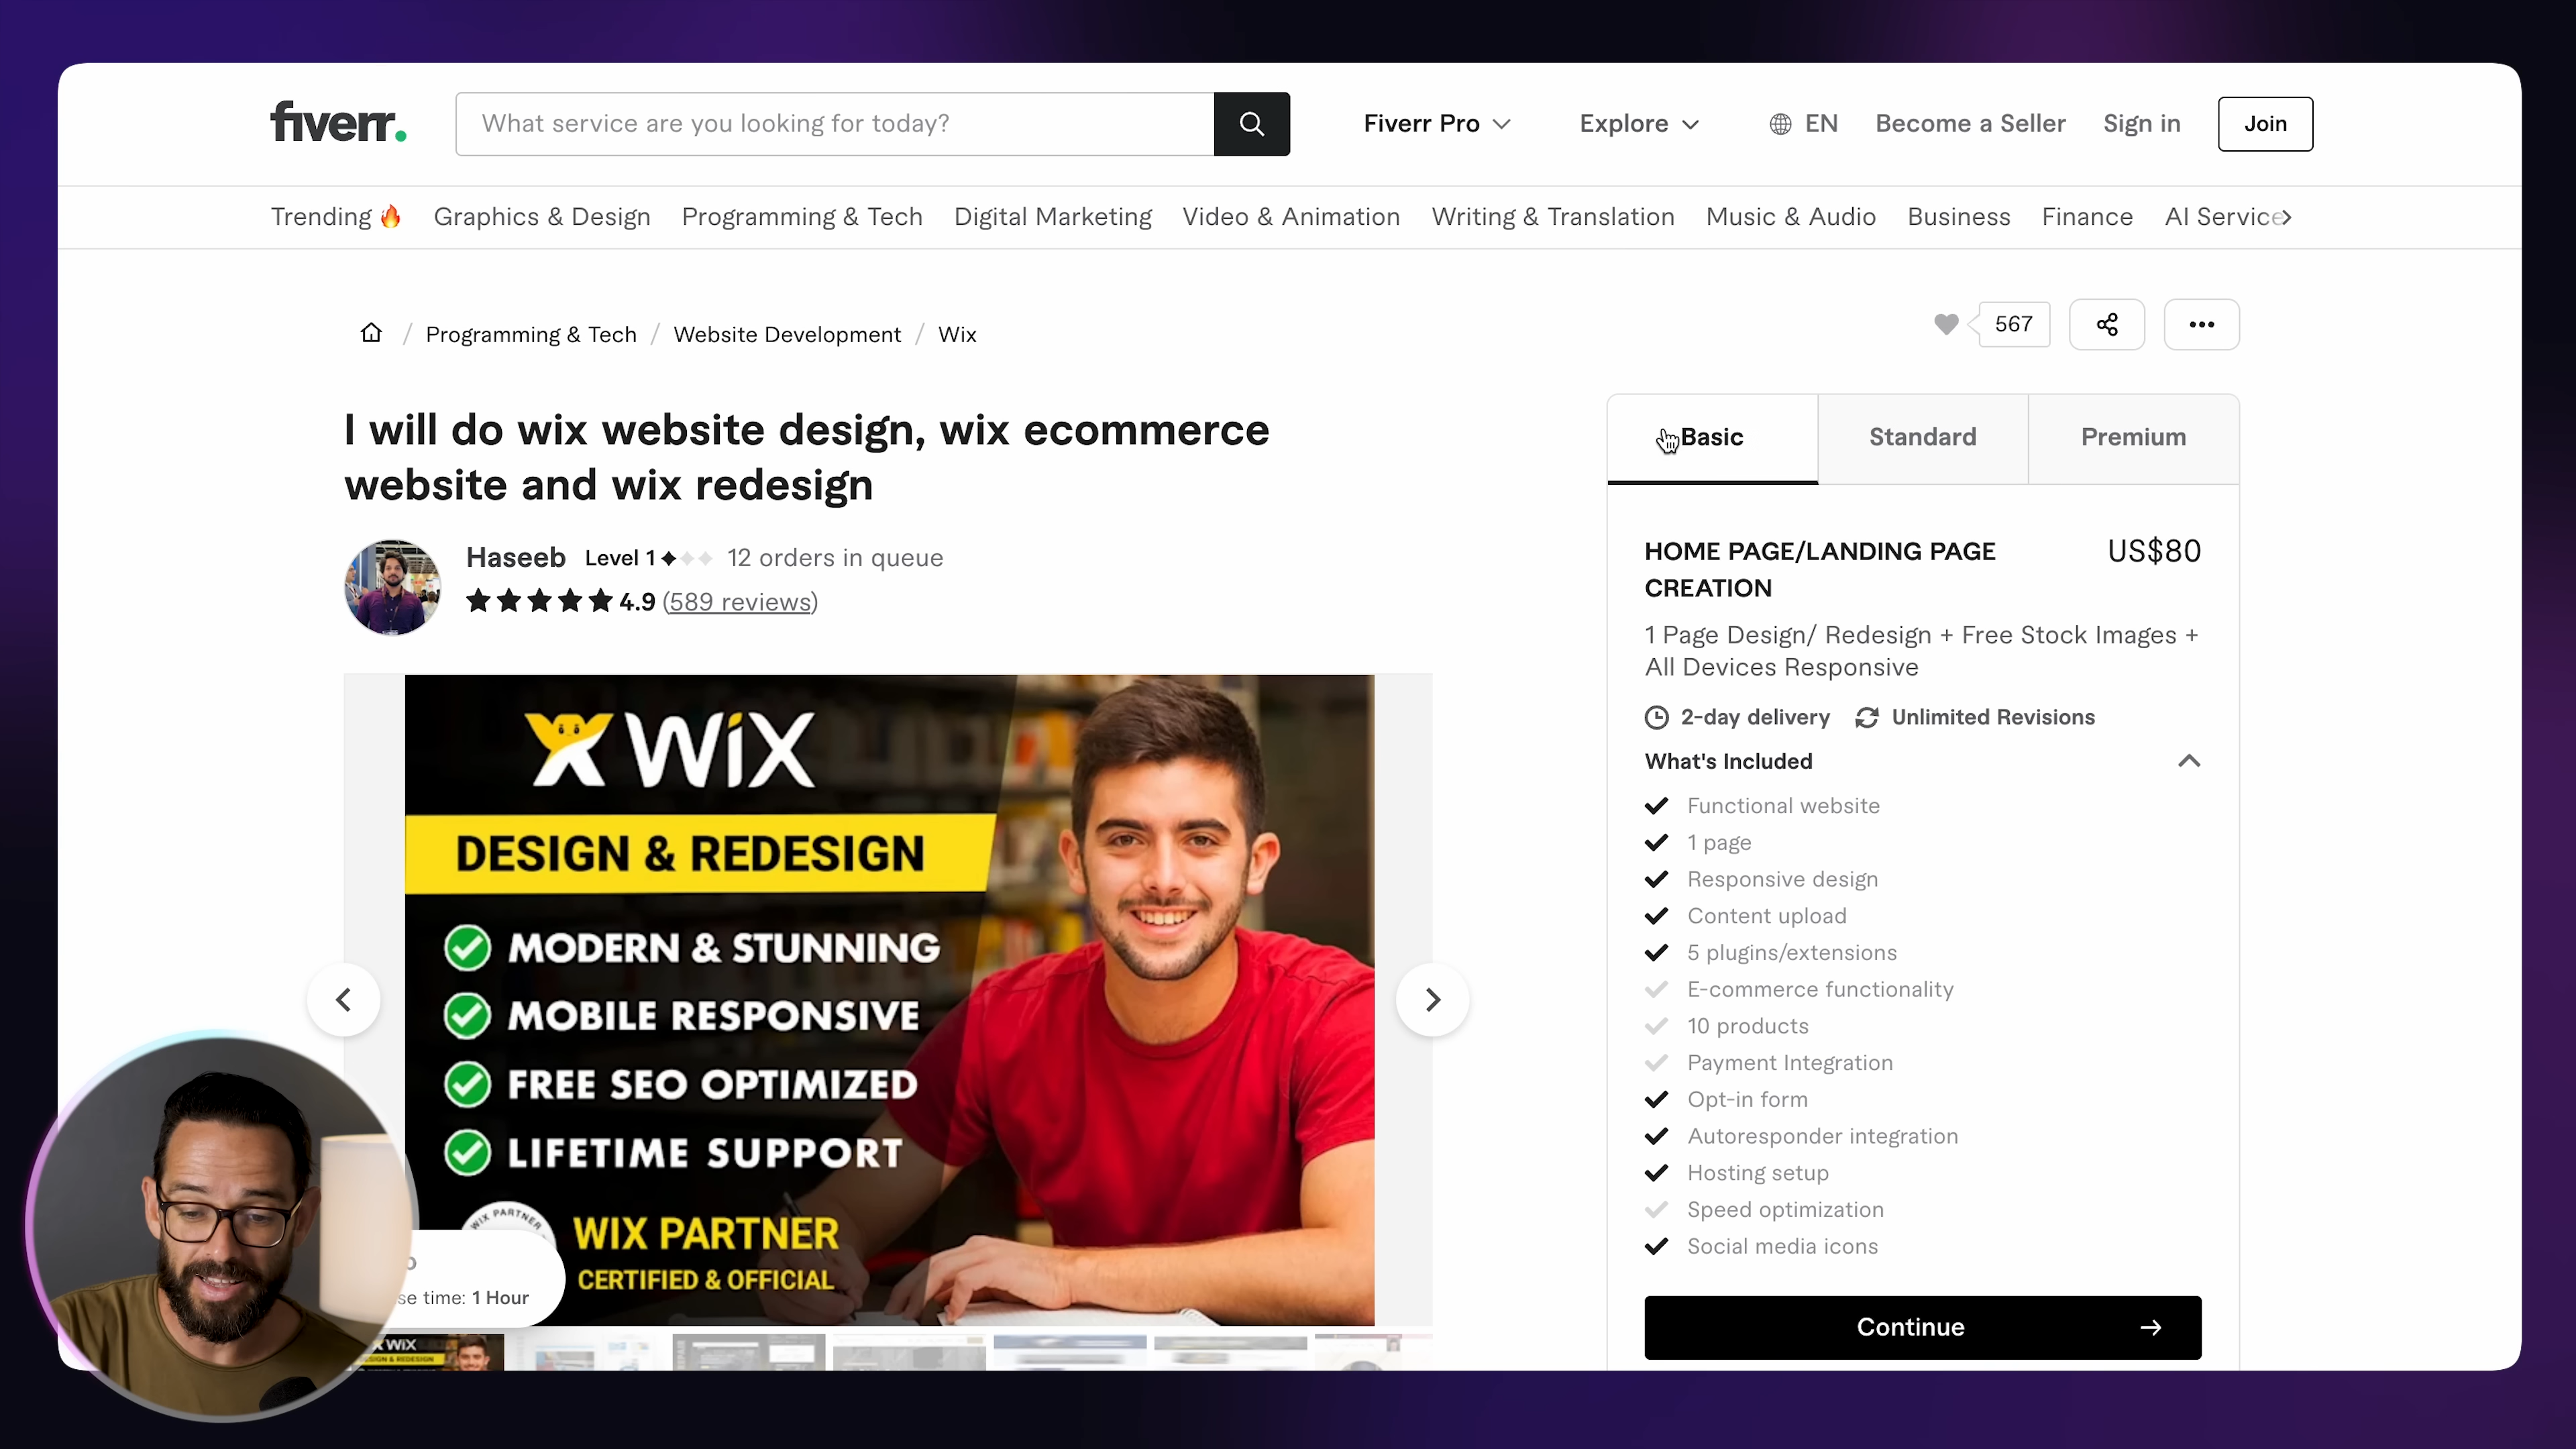 fiverr.
What service are you looking for today?
Fiverr Pro
Explore
EN
Become a Seller
Sign in
Join
Trending
Graphics & Design
Programming & Tech
Digital Marketing
Video & Animation
Writing & Translation
Music & Audio
Business
Finance
AI Service
/ Programming & Tech / Website Development / Wix
567
I will do wix website design, wix ecommerce
website and wix redesign
Haseeb Level 1 12 orders in queue
4.9 (589 reviews)
WiX
DESIGN & REDESIGN
MODERN & STUNNING
MOBILE RESPONSIVE
FREE SEO OPTIMIZED
LIFETIME SUPPORT
WIX PARTNER
WIX PARTNER
CERTIFIED & OFFICIAL
se time: 1 Hour
WiX
Basic
Standard
Premium
HOME PAGE/LANDING PAGE
CREATION
US$80
1 Page Design/ Redesign + Free Stock Images +
All Devices Responsive
2-day delivery
Unlimited Revisions
What's Included
Functional website
1 page
Responsive design
Content upload
5 plugins/extensions
E-commerce functionality
10 products
Payment Integration
Opt-in form
Autoresponder integration
Hosting setup
Speed optimization
Social media icons
Continue